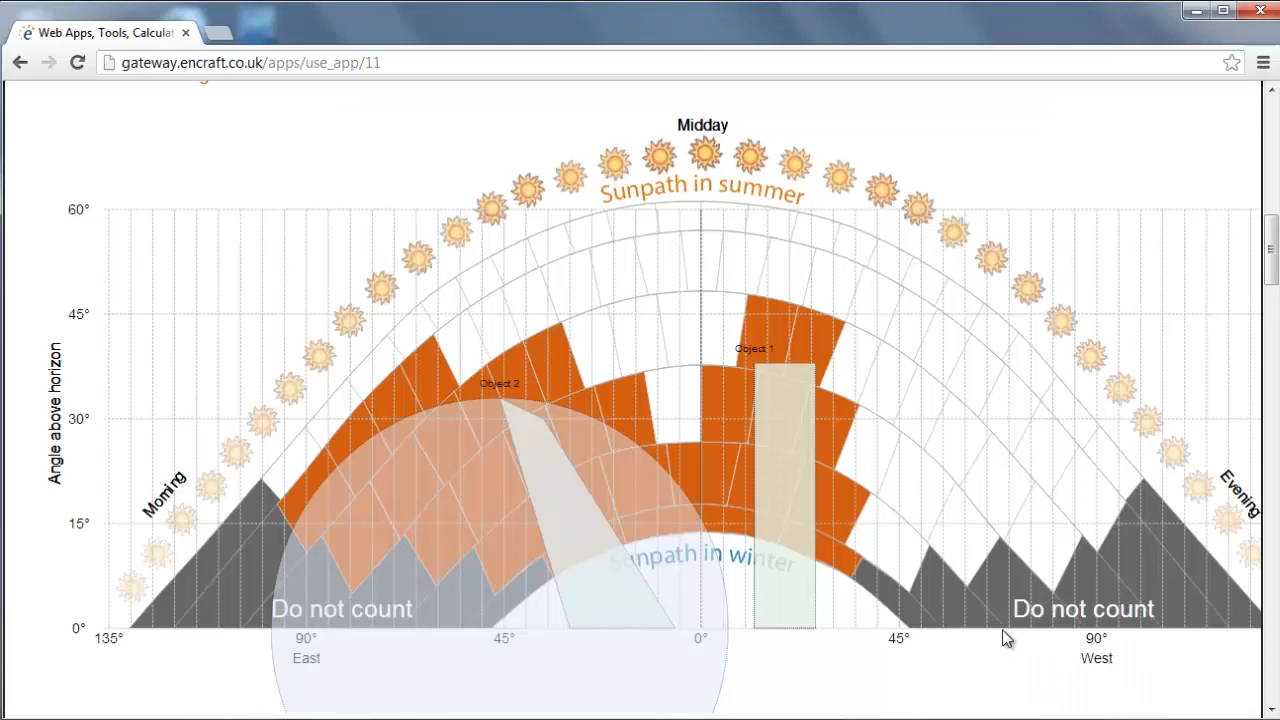 Web Apps, Tools, Calcula
gateway.encraft.co.uk/apps/use_app/11
Midday
Sunpath in summer
60°
45°
Object 1
Object 2
Angle above horizon
30°
Morning
Evening
15°
Sunpath in winter
Do not count
Do not count
0°
135°
90°
45°
0°
45°
90°
East
West